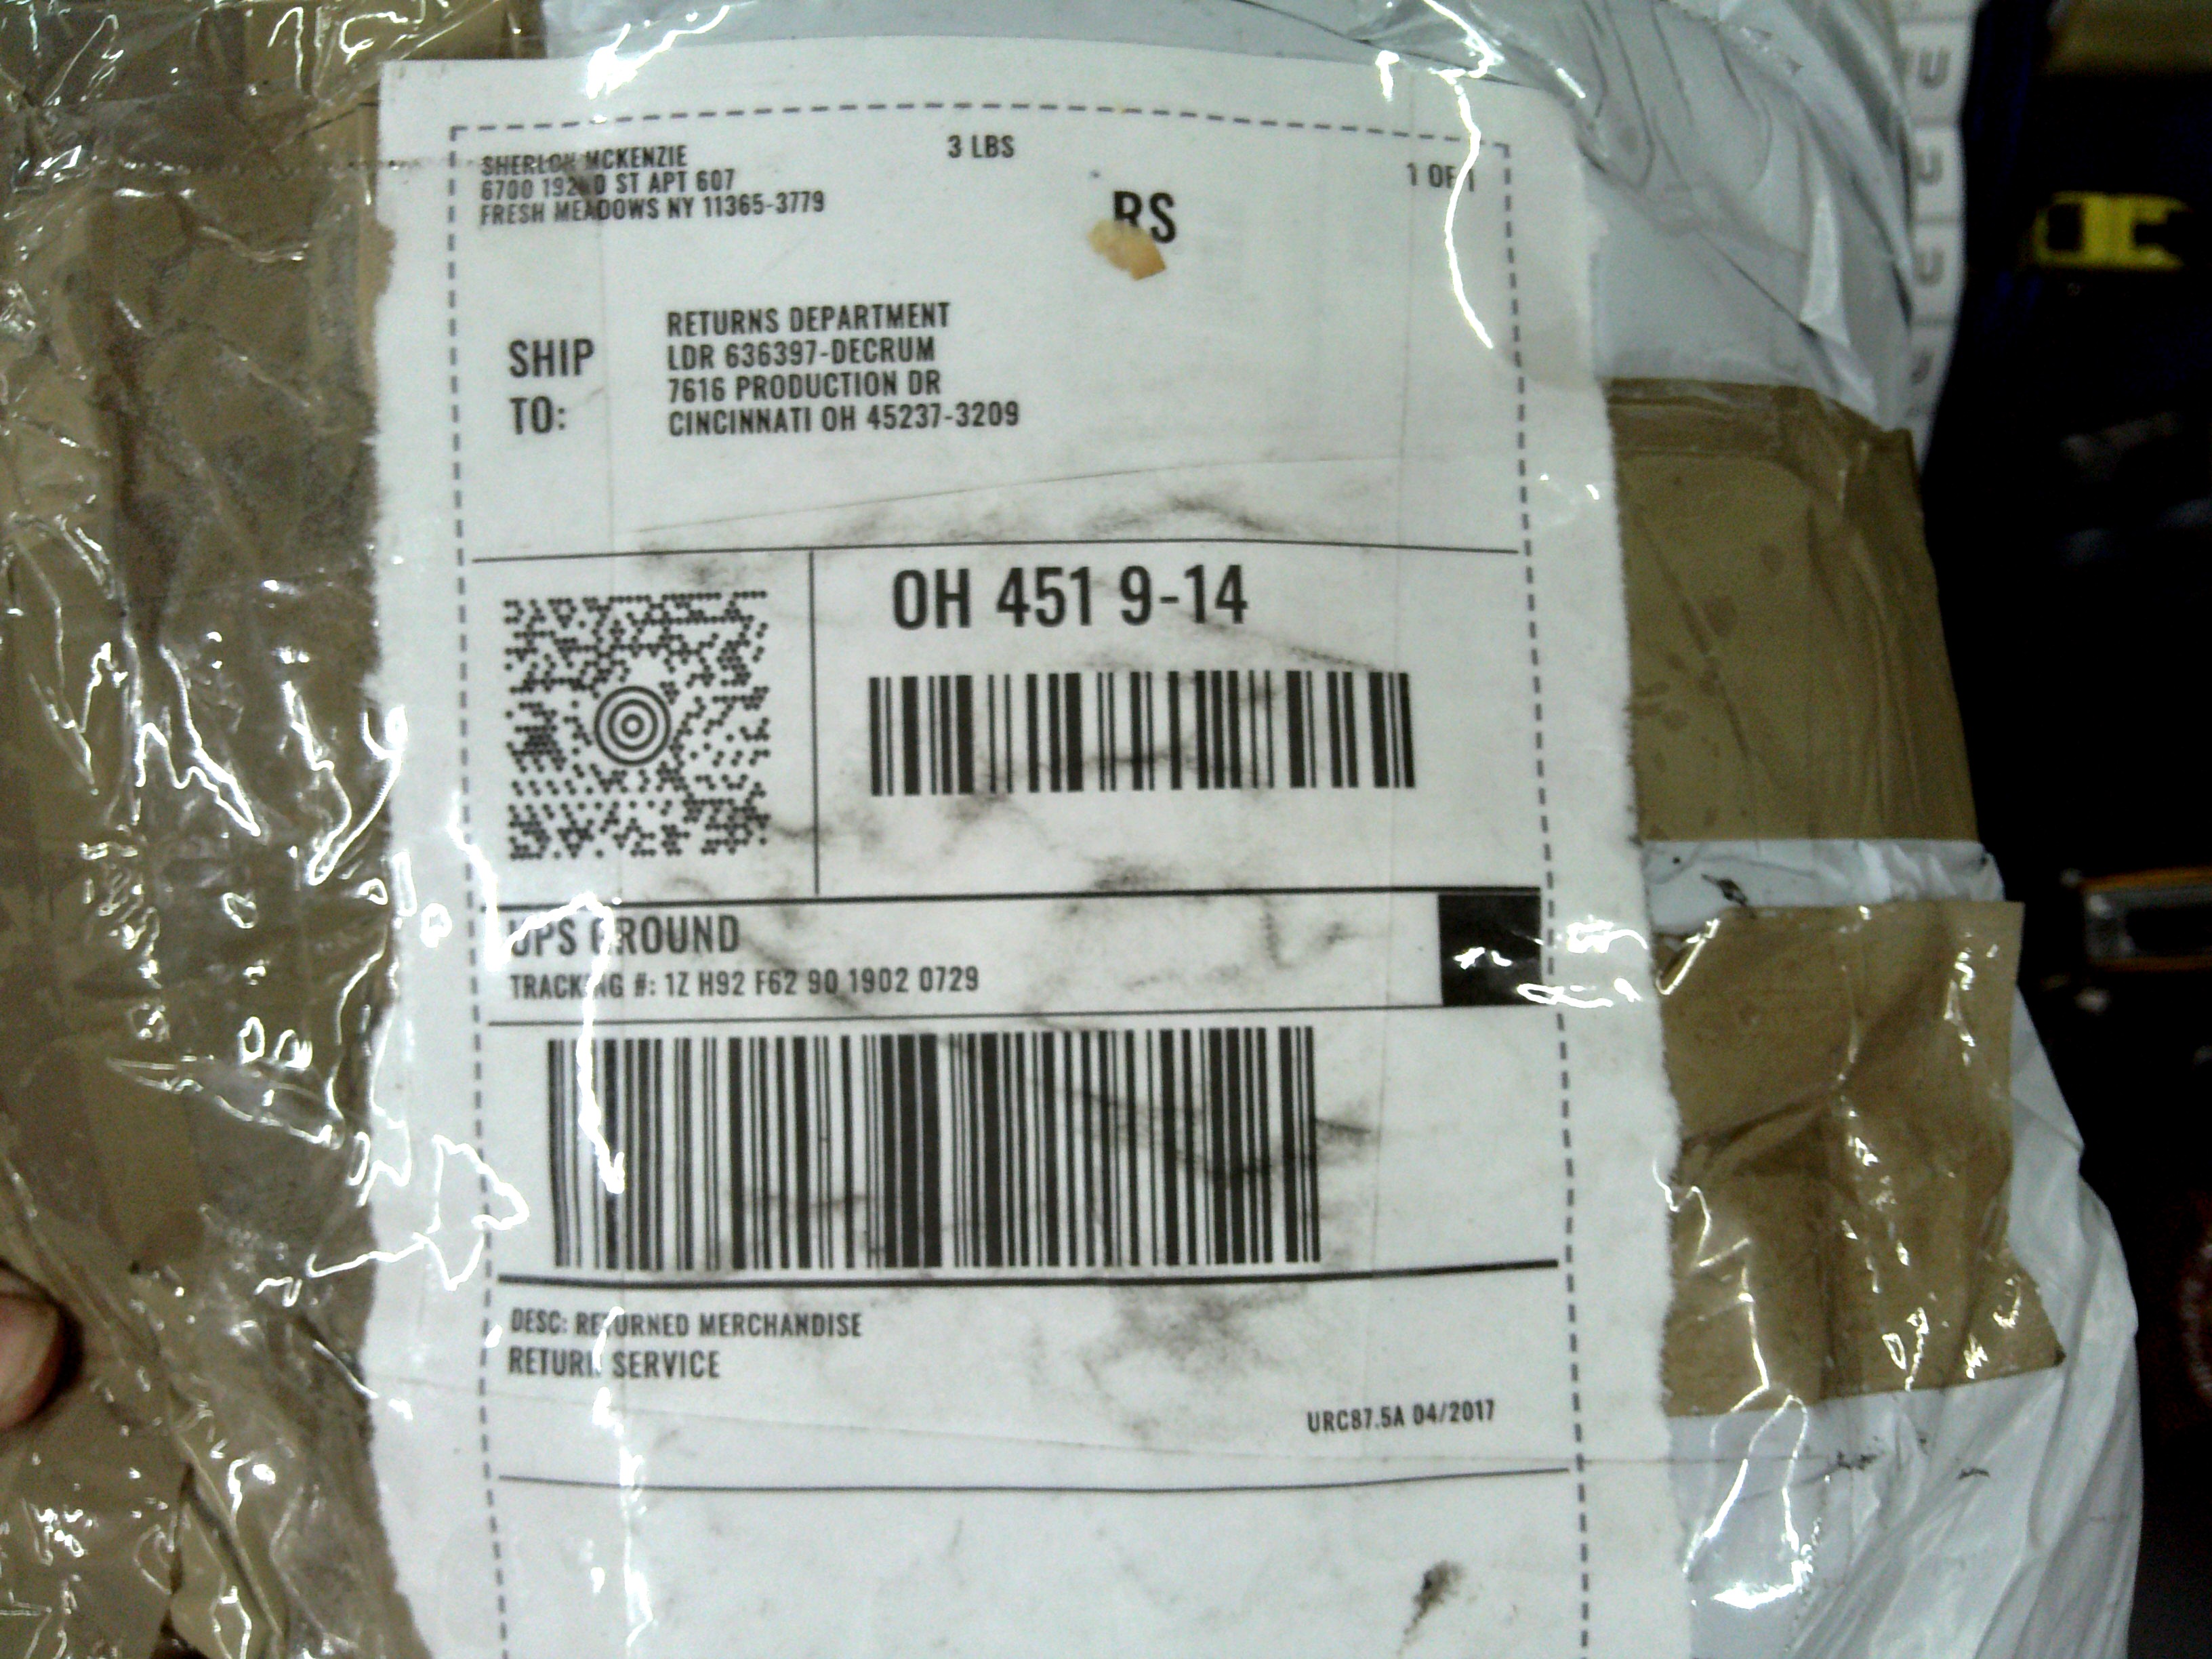 SHERLOK MCKENZIE
3 LBS
1 OF 1
6700 192 ST APT 607
FRESH MEADOWS NY 11365-3779
RS
SHIP TO:
RETURNS DEPARTMENT
LDR 636397-DECRUM
7616 PRODUCTION DR
CINCINNATI OH 45237-3209
OH 451 9-14
UPS GROUND
TRACKING #: 1Z H92 F62 90 1902 0729
DESC: RETURNED MERCHANDISE
RETURN SERVICE
URC87.5A 04/2017